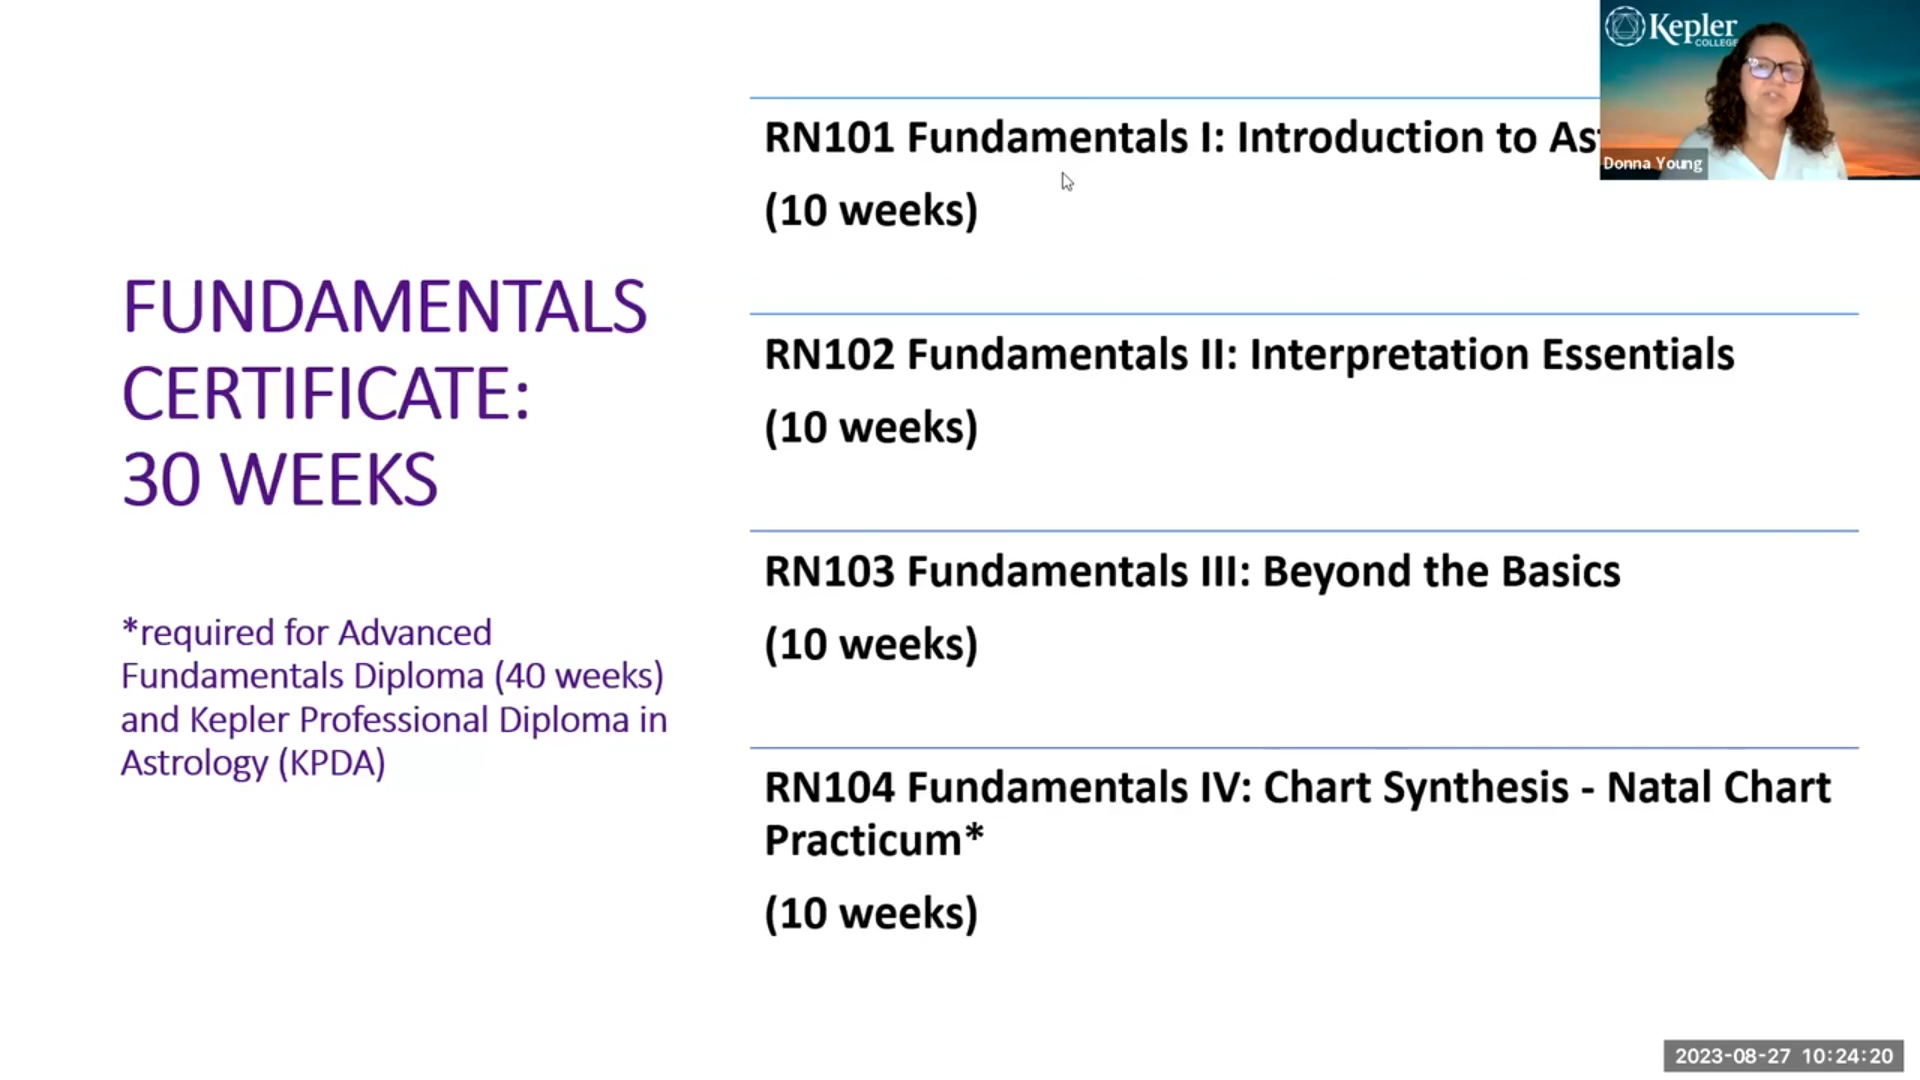 FUNDAMENTALS
CERTIFICATE:
30 WEEKS
*required for Advanced
Fundamentals Diploma (40 weeks)
and Kepler Professional Diploma in
Astrology (KPDA)
RN101 Fundamentals I: Introduction to
(10 weeks)
RN102 Fundamentals II: Interpretation Essentials
(10 weeks)
RN103 Fundamentals III: Beyond the Basics
(10 weeks)
RN104 Fundamentals IV: Chart Synthesis - Natal Chart
Practicum*
(10 weeks)
Kepler
COLLEGE
Donna Young
2023-08-27 10:24:20